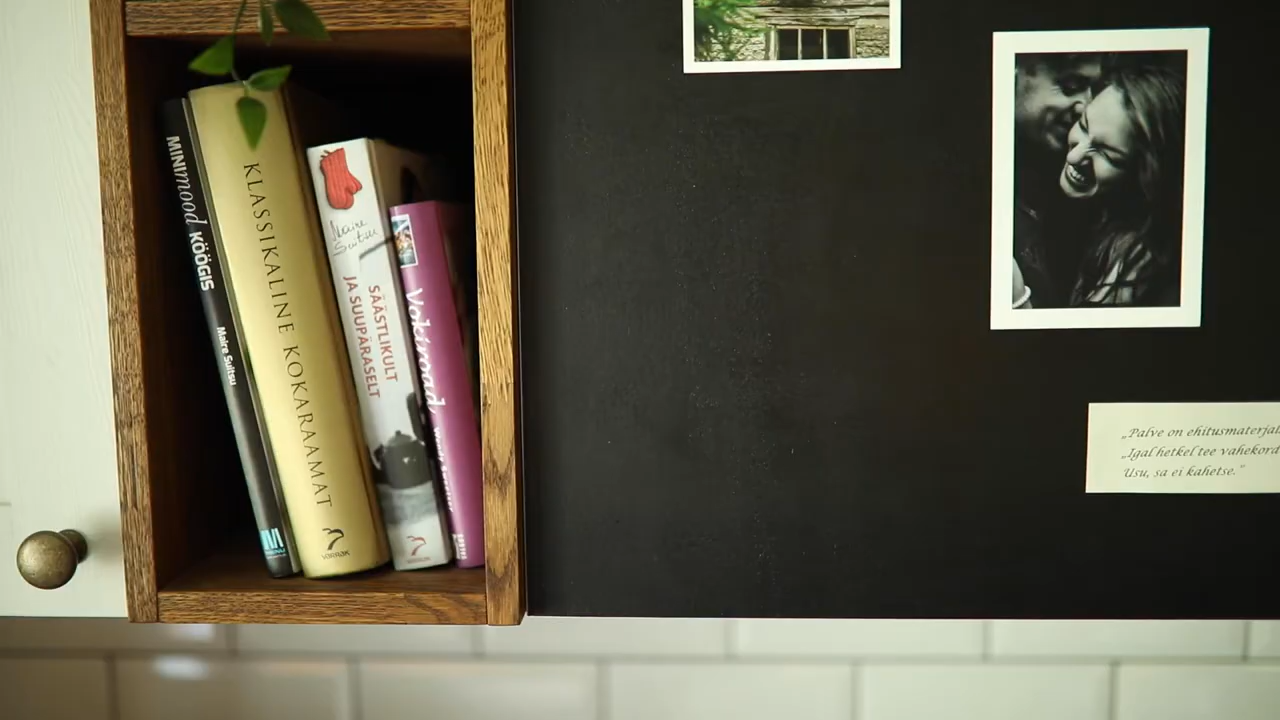 MINImood KÖÖGIS
Maire Suitsu
KLASSIKALINE KOKARAAMAT
VARRAK
Maire
Suitsu
SÄÄSTLIKULT
JA SUUPÄRASELT
Vokiroad
„Palve on ehitusmaterjal
„Igal hetkel tee vahekord
Usu, sa ei kahetse."